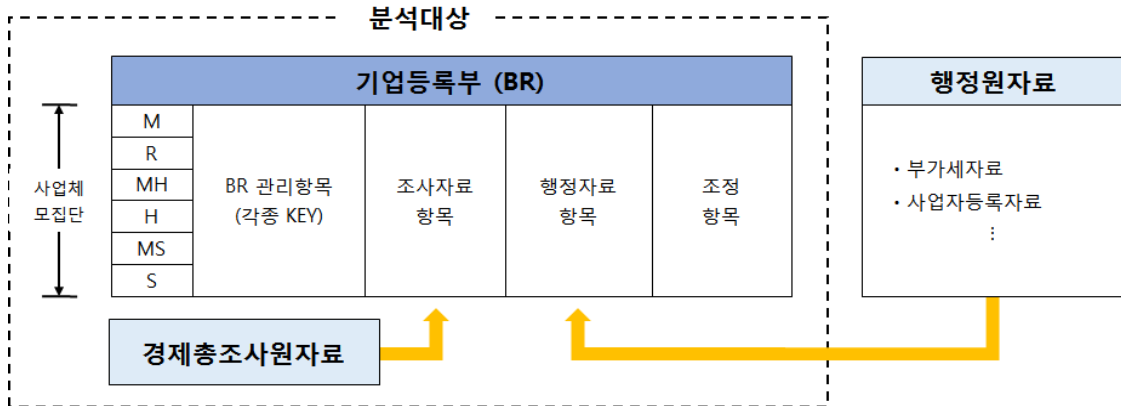 분석대상
기업등록부 (BR)
행정원자료
사업체
모집단
M
R
MH
H
MS
S
BR 관리항목
(각종 KEY)
조사자료
항목
행정자료
항목
조정
항목
• 부가세자료
• 사업자등록자료
⋮
경제총조사원자료